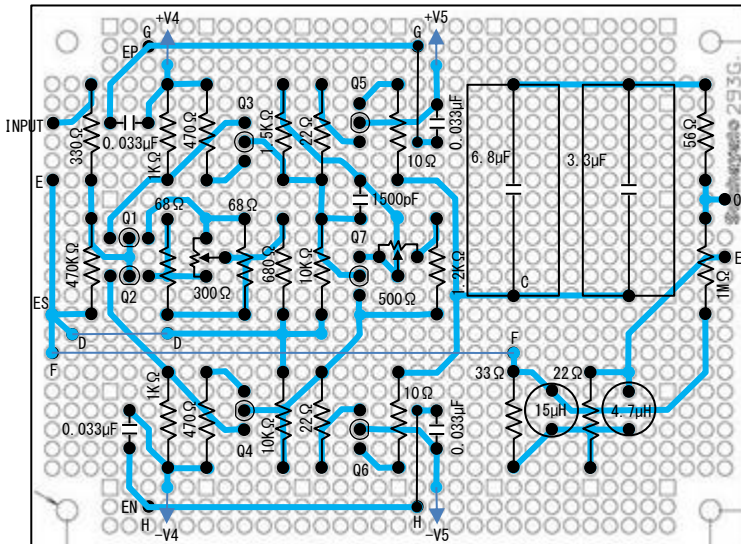 +V4
+V5
G
G
EP
Q5
Q3
INPUT
330Ω
0.033μF
1KΩ
470Ω
1.5KΩ
22Ω
10Ω
0.033μF
6.8μF
3.3μF
56Ω
293G
E
1500pF
Q1
68Ω
68Ω
Q7
O
470KΩ
Q2
300Ω
680Ω
10KΩ
500Ω
1.2KΩ
E
1MΩ
C
ES
D
D
F
F
1KΩ
470Ω
10Ω
33Ω
22Ω
0.033μF
Q4
10KΩ
22Ω
Q6
0.033μF
15μH
4.7μH
EN
H
H
-V4
-V5